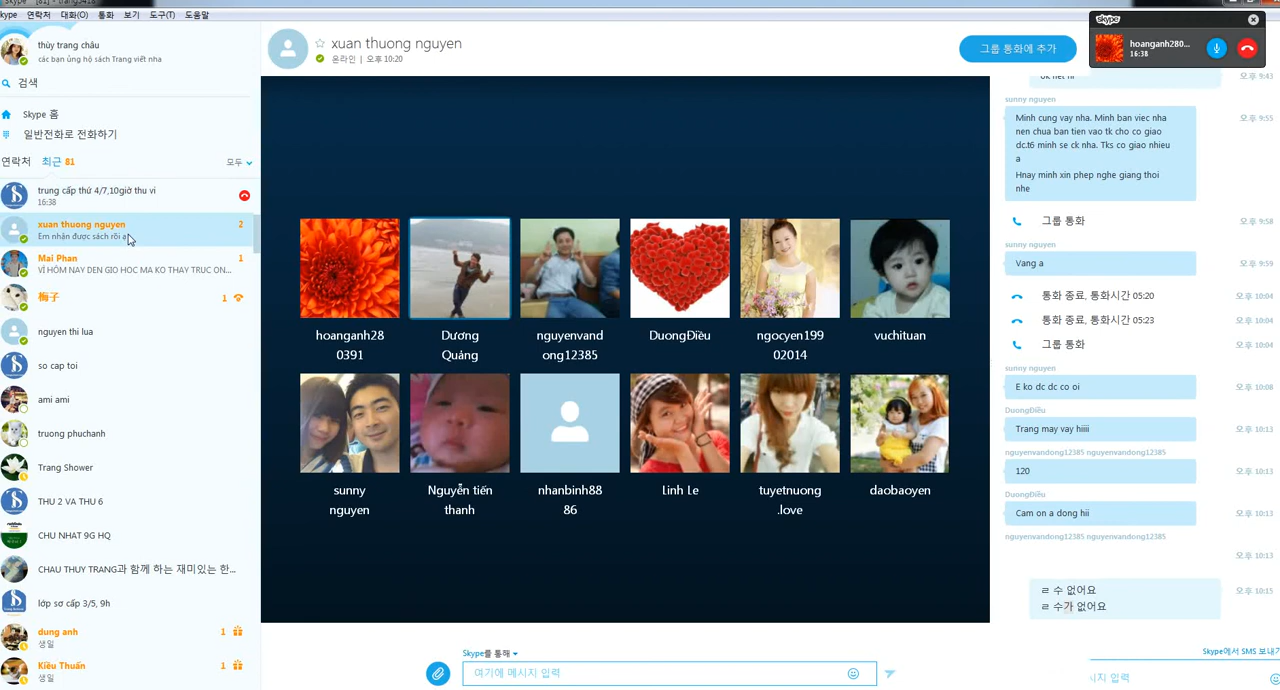 Skype
skype 연락처 대화(O) 통화 보기 도구(T) 도움말
thùy trang châu
các bạn ủng hộ sách Trang viết nha
검색
Skype 홈
일반전화로 전화하기
연락처 최근 81
모두
trung cấp thứ 4/7,10giờ thu vi
16:38
xuan thuong nguyen 2
Em nhận được sách rồi ạ
Mai Phan 1
VÌ HÔM NAY DEN GIO HOC MA KO THAY TRUC ON...
梅子 1
nguyen thi lua
so cap toi
ami ami
truong phuchanh
Trang Shower
THU 2 VA THU 6
CHU NHAT 9G HQ
CHAU THUY TRANG과 함께 하는 재미있는 한...
lớp sơ cấp 3/5, 9h
dung anh 1
생일
Kiều Thuấn 1
생일
xuan thuong nguyen
온라인 | 오후 10:20
그룹 통화에 추가
skype
hoanganh280...
16:38
hoanganh28
0391
Dương
Quảng
nguyenvand
ong12385
DuongĐiều
ngocyen199
02014
vuchituan
sunny
nguyen
Nguyễn tiến
thanh
nhanbinh88
86
Linh Le
tuyetnuong
.love
daobaoyen
오후 9:43
sunny nguyen
Minh cung vay nha. Minh ban viec nha
nen chua ban tien vao tk cho co giao
dc.t6 minh se ck nha. Tks co giao nhieu
a
Hnay minh xin phep nghe giang thoi
nhe
오후 9:55
그룹 통화 오후 9:58
sunny nguyen
Vang a 오후 9:59
통화 종료, 통화시간 05:20 오후 10:04
통화 종료, 통화시간 05:23 오후 10:04
그룹 통화 오후 10:04
sunny nguyen
E ko dc dc co oi 오후 10:08
DuongĐiều
Trang may vay hiiii 오후 10:13
nguyenvandong12385 nguyenvandong12385
120 오후 10:13
DuongĐiều
Cam on a dong hii 오후 10:13
nguyenvandong12385 nguyenvandong12385
오후 10:13
ㄹ 수 없어요 오후 10:15
ㄹ 수가 없어요
Skype를 통해
여기에 메시지 입력
Skype에서 SMS 보내기
시지 입력